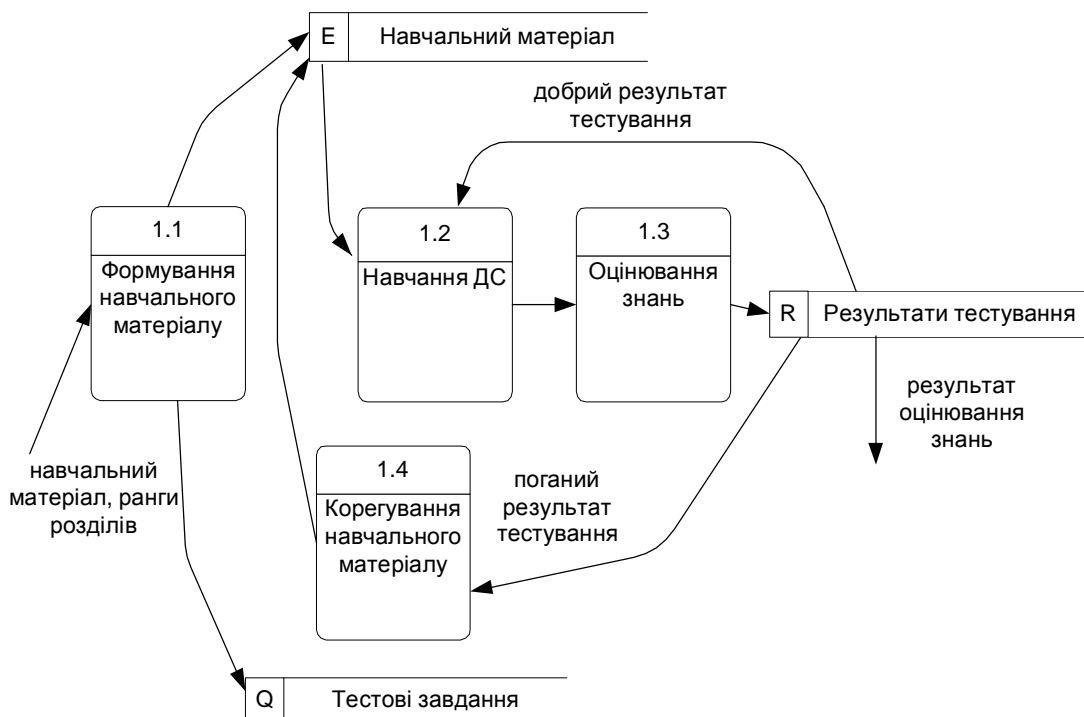 E Навчальний матеріал
добрий результат
тестування
1.1
Формування
навчального
матеріалу
1.2
Навчання ДС
1.3
Оцінювання
знань
R Результати тестування
результат
оцінювання
знань
навчальний
матеріал, ранги
розділів
1.4
Корегування
навчального
матеріалу
поганий
результат
тестування
Q Тестові завдання